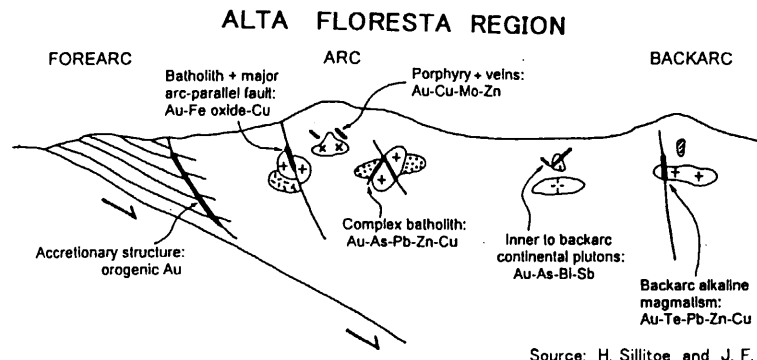 ALTA FLORESTA REGION
FOREARC
ARC
BACKARC
Batholith + major
arc-parallel fault:
Au-Fe oxide-Cu
Porphyry + veins:
Au-Cu-Mo-Zn
Accretionary structure:
orogenic Au
Complex batholith:
Au-As-Pb-Zn-Cu
Inner to backarc
continental plutons:
Au-As-Bi-Sb
Backarc alkaline
magmatism:
Au-Te-Pb-Zn-Cu
Source: H. Sillitoe and J. F.